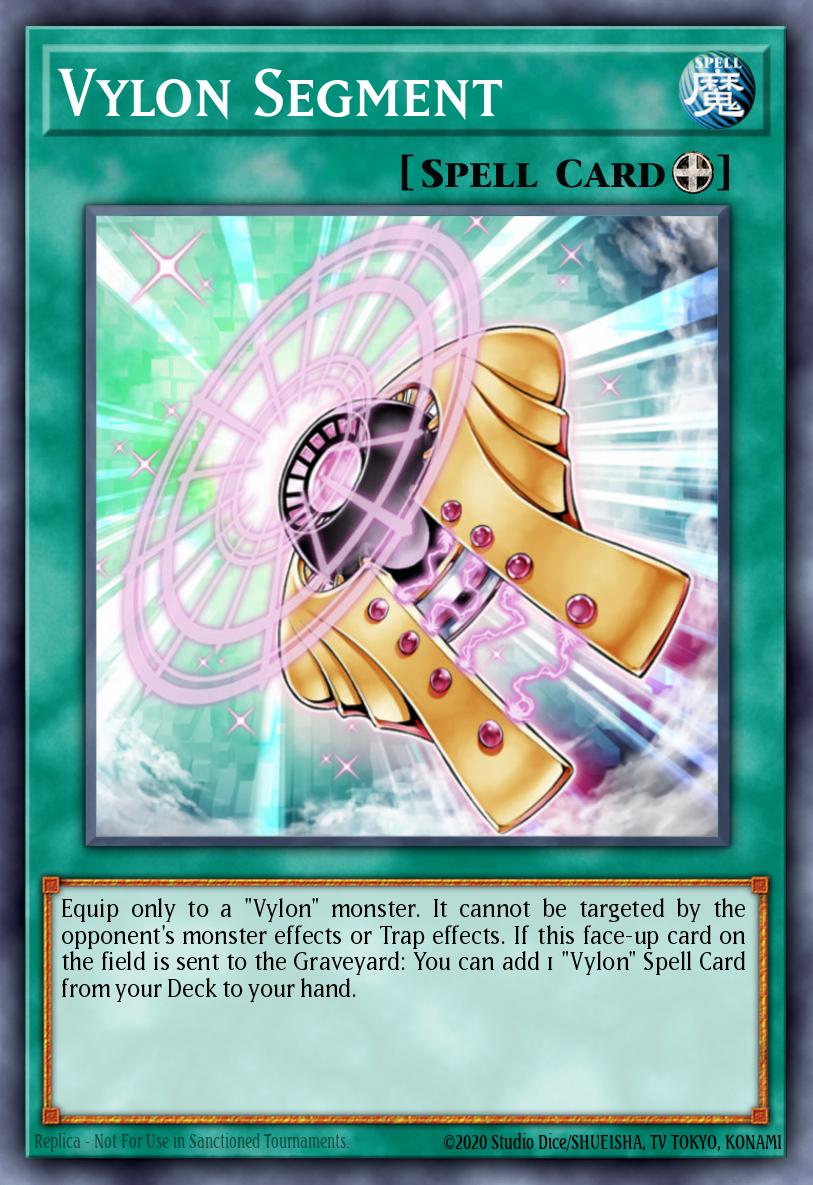 Vylon Segment
SPELL
魔
[Spell Card]
Equip only to a "Vylon" monster. It cannot be targeted by the
opponent's monster effects or Trap effects. If this face-up card on
the field is sent to the Graveyard: You can add 1 "Vylon" Spell Card
from your Deck to your hand.
Replica - Not For Use in Sanctioned Tournaments.
©2020 Studio Dice/SHUEISHA, TV TOKYO, KONAMI